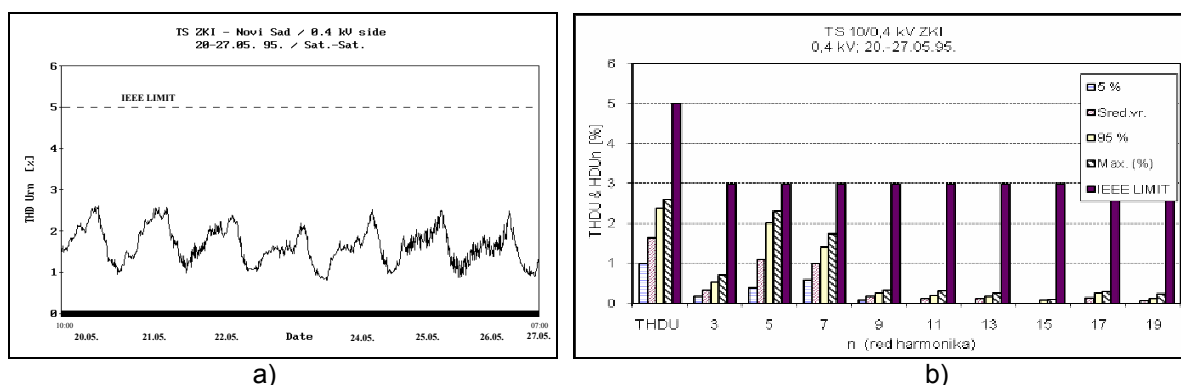 TS ZKI - Novi Sad / 0.4 kV side
20-27.05. 95. / Sat.-Sat.
6
5
4
3
2
1
0
THD Urn [%]
IEEE LIMIT
10:00
07:00
20.05.
21.05.
22.05.
Date
24.05.
25.05.
26.05.
27.05.
a)
TS 10/0,4 kV ZKI
0,4 kV; 20.-27.05.95.
6
5
4
3
2
1
0
THDU & HDUn [%]
5 %
Sred.vr.
95 %
Max. (%)
IEEE LIMIT
THDU 3 5 7 9 11 13 15 17 19
n (red harmonika)
b)